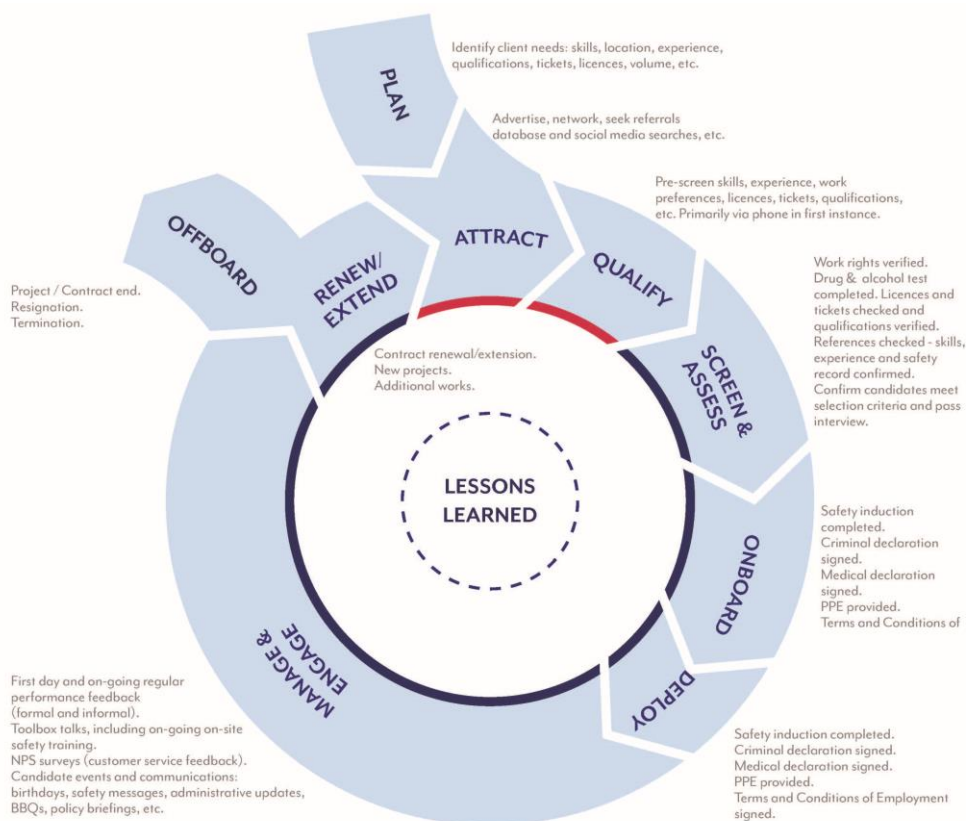 PLAN
Identify client needs: skills, location, experience,
qualifications, tickets, licences, volume, etc.
ATTRACT
Advertise, network, seek referrals
database and social media searches, etc.
QUALIFY
Pre-screen skills, experience, work
preferences, licences, tickets, qualifications,
etc. Primarily via phone in first instance.
SCREEN &
ASSESS
Work rights verified.
Drug & alcohol test
completed. Licences and
tickets checked and
qualifications verified.
References checked - skills,
experience and safety
record confirmed.
Confirm candidates meet
selection criteria and pass
interview.
ONBOARD
Safety induction
completed.
Criminal declaration
signed.
Medical declaration
signed.
PPE provided.
Terms and Conditions of
DEPLOY
Safety induction completed.
Criminal declaration signed.
Medical declaration signed.
PPE provided.
Terms and Conditions of Employment
signed.
MANAGE &
ENGAGE
First day and on-going regular
performance feedback
(formal and informal).
Toolbox talks, including on-going on-site
safety training.
NPS surveys (customer service feedback).
Candidate events and communications:
birthdays, safety messages, administrative updates,
BBQs, policy briefings, etc.
RENEW/
EXTEND
Contract renewal/extension.
New projects.
Additional works.
OFFBOARD
Project / Contract end.
Resignation.
Termination.
LESSONS
LEARNED